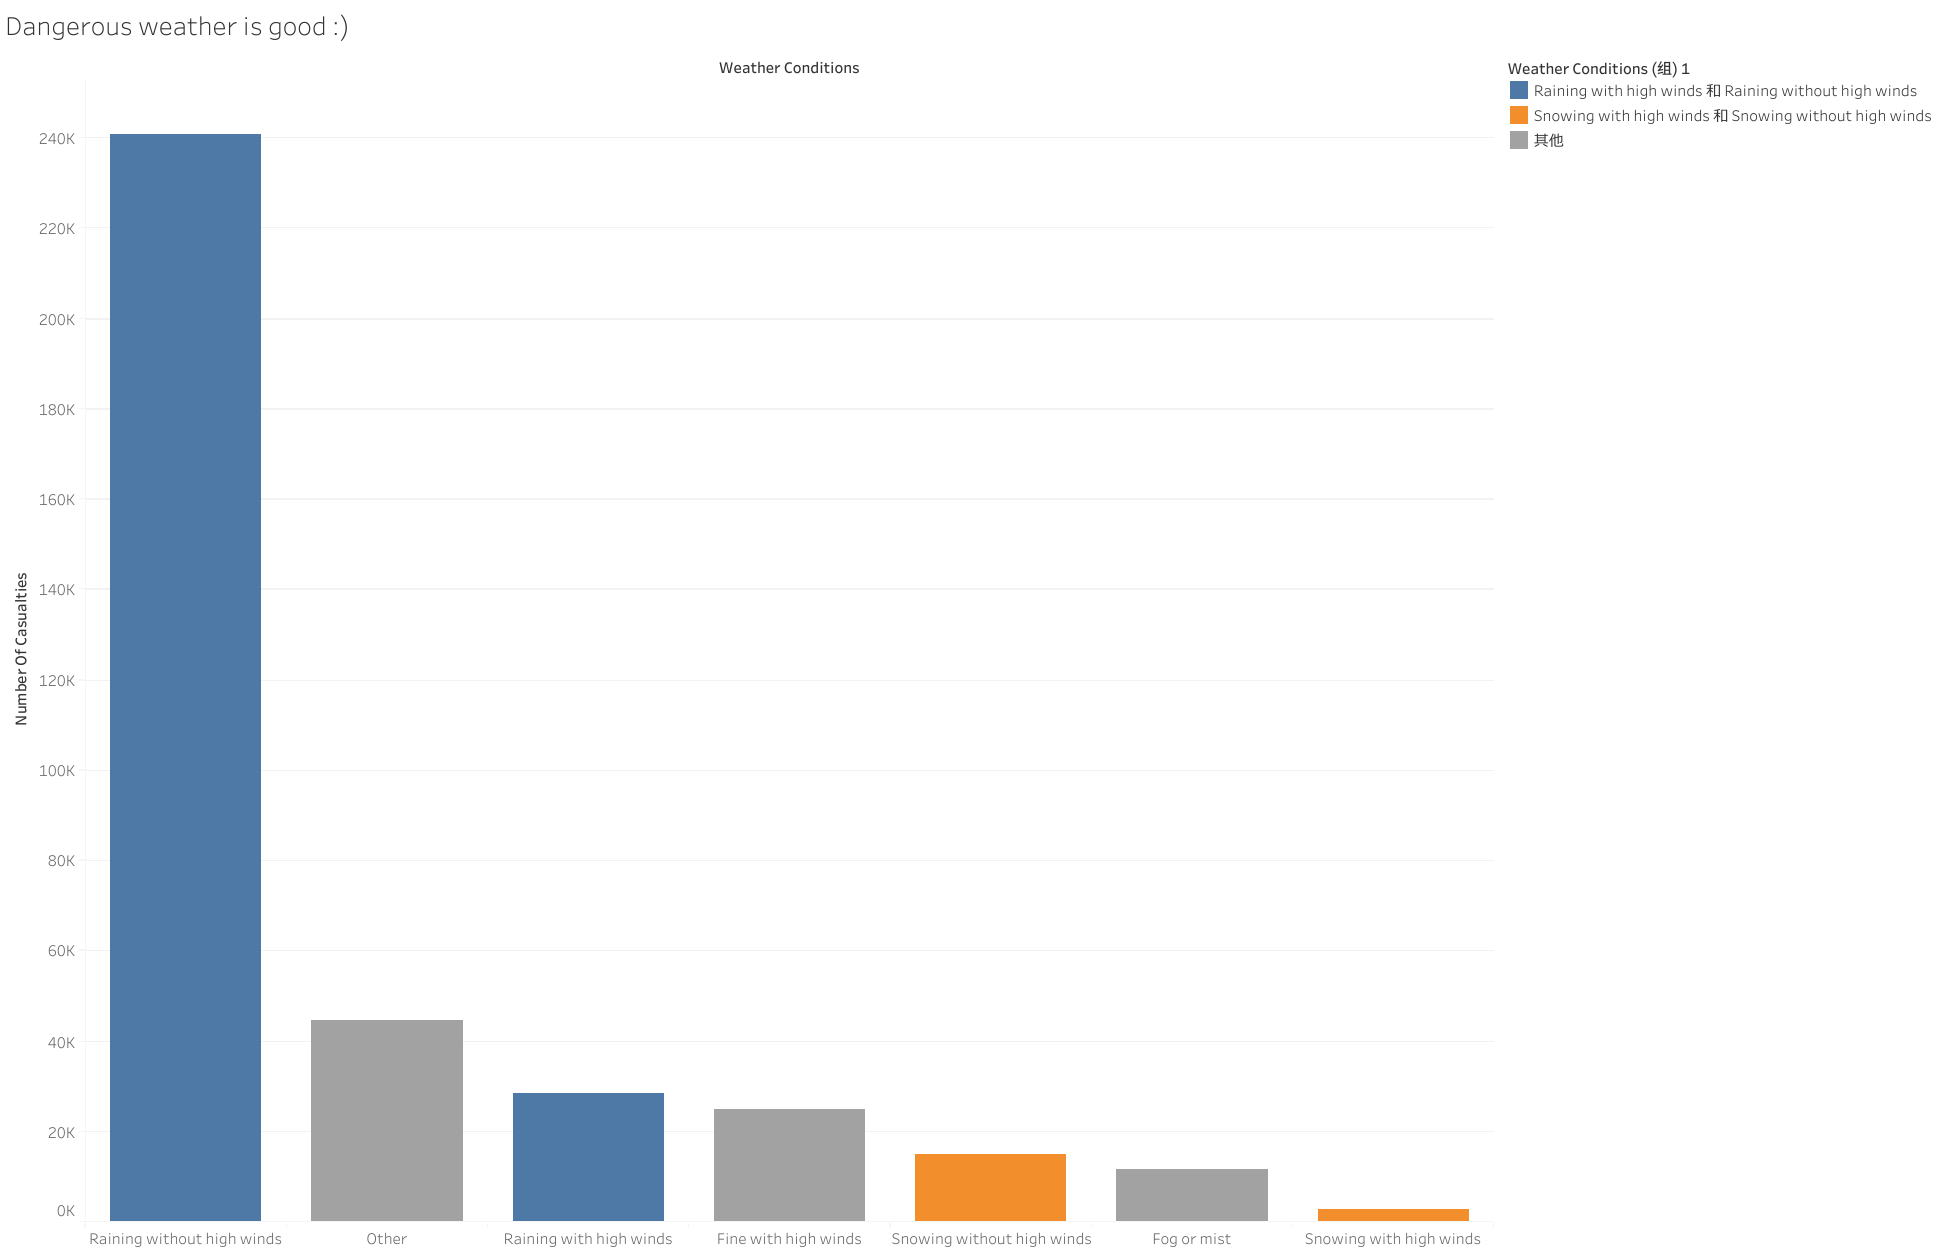 Dangerous weather is good :)
Weather Conditions
Weather Conditions (组) 1
Raining with high winds 和 Raining without high winds
Snowing with high winds 和 Snowing without high winds
其他
240K
220K
200K
180K
160K
140K
120K
100K
80K
60K
40K
20K
0K
Number Of Casualties
Raining without high winds
Other
Raining with high winds
Fine with high winds
Snowing without high winds
Fog or mist
Snowing with high winds